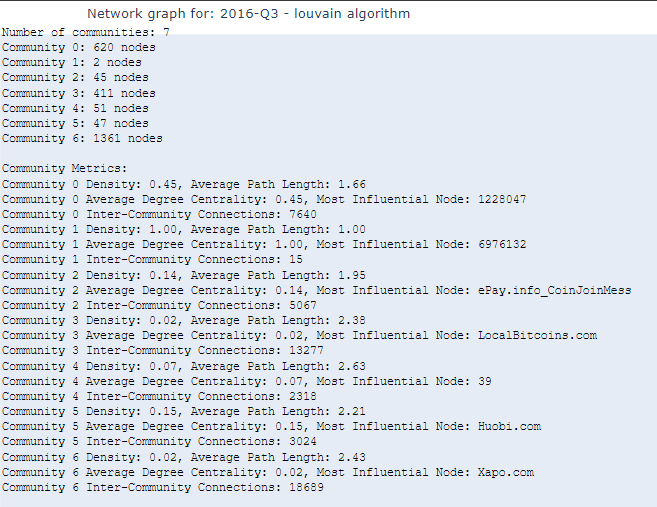 Network graph for: 2016-Q3 - louvain algorithm
Number of communities: 7
Community 0: 620 nodes
Community 1: 2 nodes
Community 2: 45 nodes
Community 3: 411 nodes
Community 4: 51 nodes
Community 5: 47 nodes
Community 6: 1361 nodes
Community Metrics:
Community 0 Density: 0.45, Average Path Length: 1.66
Community 0 Average Degree Centrality: 0.45, Most Influential Node: 1228047
Community 0 Inter-Community Connections: 7640
Community 1 Density: 1.00, Average Path Length: 1.00
Community 1 Average Degree Centrality: 1.00, Most Influential Node: 6976132
Community 1 Inter-Community Connections: 15
Community 2 Density: 0.14, Average Path Length: 1.95
Community 2 Average Degree Centrality: 0.14, Most Influential Node: ePay.info_CoinJoinMess
Community 2 Inter-Community Connections: 5067
Community 3 Density: 0.02, Average Path Length: 2.38
Community 3 Average Degree Centrality: 0.02, Most Influential Node: LocalBitcoins.com
Community 3 Inter-Community Connections: 13277
Community 4 Density: 0.07, Average Path Length: 2.63
Community 4 Average Degree Centrality: 0.07, Most Influential Node: 39
Community 4 Inter-Community Connections: 2318
Community 5 Density: 0.15, Average Path Length: 2.21
Community 5 Average Degree Centrality: 0.15, Most Influential Node: Huobi.com
Community 5 Inter-Community Connections: 3024
Community 6 Density: 0.02, Average Path Length: 2.43
Community 6 Average Degree Centrality: 0.02, Most Influential Node: Xapo.com
Community 6 Inter-Community Connections: 18689